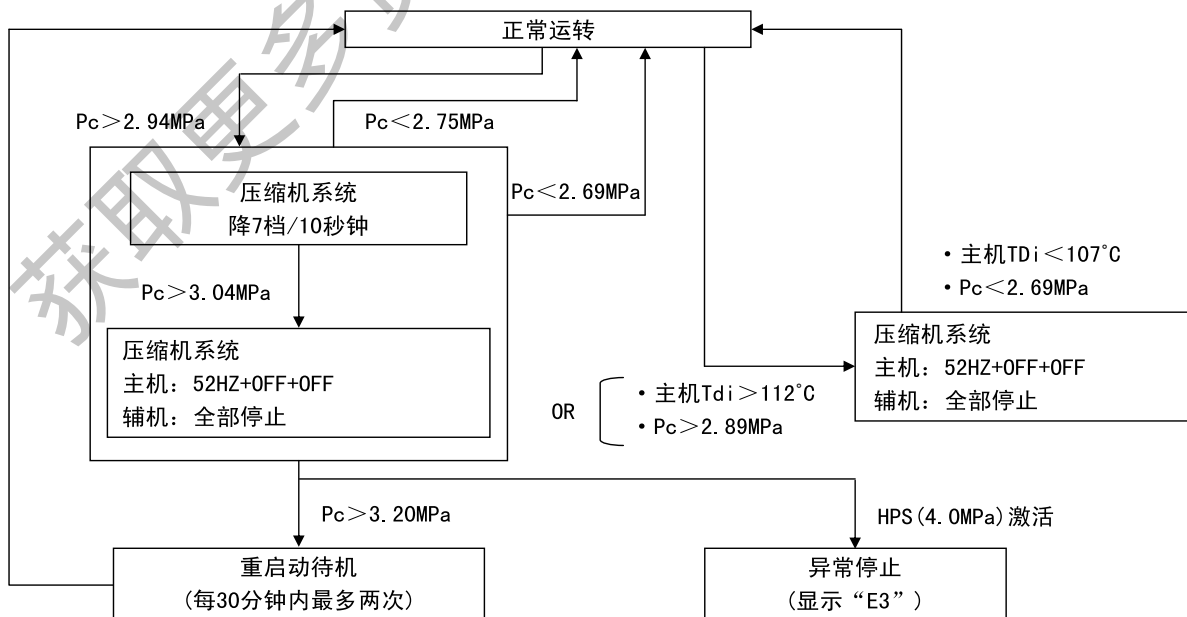 正常运转
Pc＞2.94MPa
Pc＜2.75MPa
压缩机系统
降7档/10秒钟
Pc＜2.69MPa
Pc＞3.04MPa
压缩机系统
主机：52HZ+OFF+OFF
辅机：全部停止
・主机TDi＜107℃
・Pc＜2.69MPa
压缩机系统
主机：52HZ+OFF+OFF
辅机：全部停止
OR
・主机Tdi＞112℃
・Pc＞2.89MPa
Pc＞3.20MPa
HPS(4.0MPa)激活
重启动待机
(每30分钟内最多两次)
异常停止
(显示“E3”)
获取更多